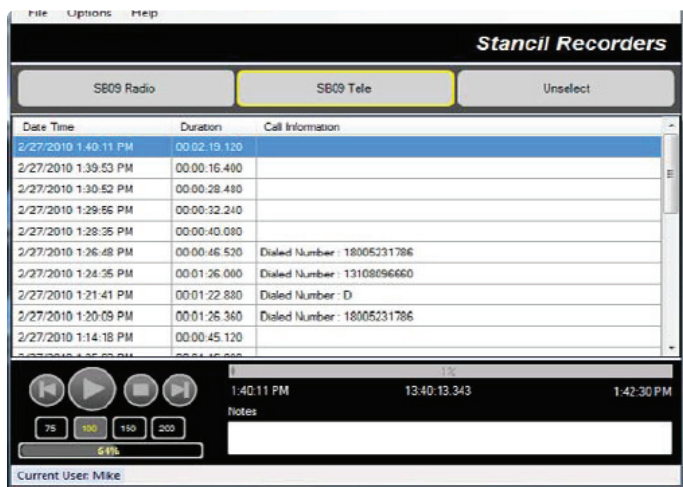 File Options Help
Stancil Recorders
SB09 Radio SB09 Tele Unselect
Date Time Duration Call Information
2/27/2010 1:40:11 PM 00:02:19.120
2/27/2010 1:39:53 PM 00:00:16.400
2/27/2010 1:30:52 PM 00:00:28.480
2/27/2010 1:29:56 PM 00:00:32.240
2/27/2010 1:28:35 PM 00:00:40.080
2/27/2010 1:26:48 PM 00:00:46.520 Dialed Number : 18005231786
2/27/2010 1:24:35 PM 00:01:26.000 Dialed Number : 13108096660
2/27/2010 1:21:41 PM 00:01:22.880 Dialed Number : D
2/27/2010 1:20:09 PM 00:01:26.360 Dialed Number : 18005231786
2/27/2010 1:14:18 PM 00:00:45.120
1%
1:40:11 PM 13:40:13.343 1:42:30 PM
Notes
75 100 150 200
64%
Current User: Mike